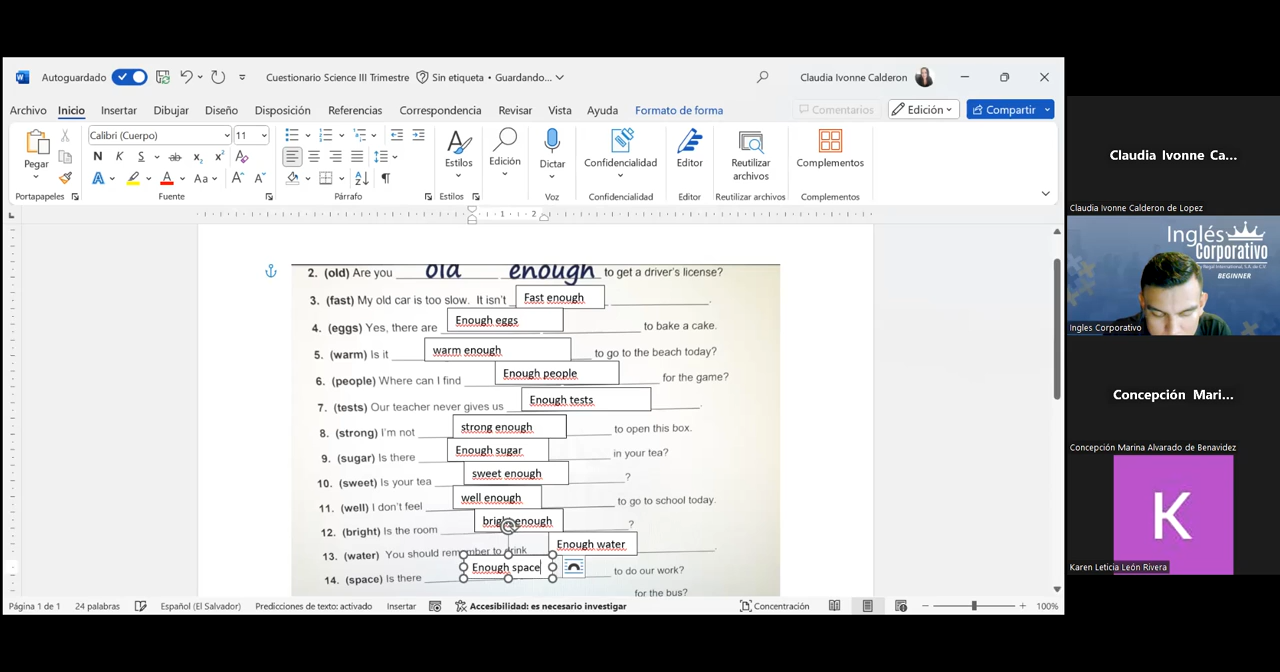 Autoguardado Cuestionario Science III Trimestre Sin etiqueta • Guardando... Claudia Ivonne Calderon
Archivo Inicio Insertar Dibujar Diseño Disposición Referencias Correspondencia Revisar Vista Ayuda Formato de forma Comentarios Edición Compartir
Calibri (Cuerpo) 11
Pegar N K S ab x₂ x² Estilos Edición Dictar Confidencialidad Editor Reutilizar archivos Complementos
A A Aa A A
Portapapeles Fuente Párrafo Estilos Voz Confidencialidad Editor Reutilizar archivos Complementos
1 2
2. (old) Are you old enough to get a driver's license?
3. (fast) My old car is too slow. It isn't Fast enough .
4. (eggs) Yes, there are Enough eggs to bake a cake.
5. (warm) Is it warm enough to go to the beach today?
6. (people) Where can I find Enough people for the game?
7. (tests) Our teacher never gives us Enough tests .
8. (strong) I'm not strong enough to open this box.
9. (sugar) Is there Enough sugar in your tea?
10. (sweet) Is your tea sweet enough ?
11. (well) I don't feel well enough to go to school today.
12. (bright) Is the room bright enough ?
13. (water) You should remember to drink Enough water .
14. (space) Is there Enough space to do our work?
for the bus?
Página 1 de 1 24 palabras Español (El Salvador) Predicciones de texto: activado Insertar Accesibilidad: es necesario investigar Concentración 100%
Claudia Ivonne Ca...
Claudia Ivonne Calderon de Lopez
Inglés
Corporativo
BEGINNER
Ingles Corporativo
Concepción Mari...
Concepción Marina Alvarado de Benavidez
K
Karen Leticia León Rivera